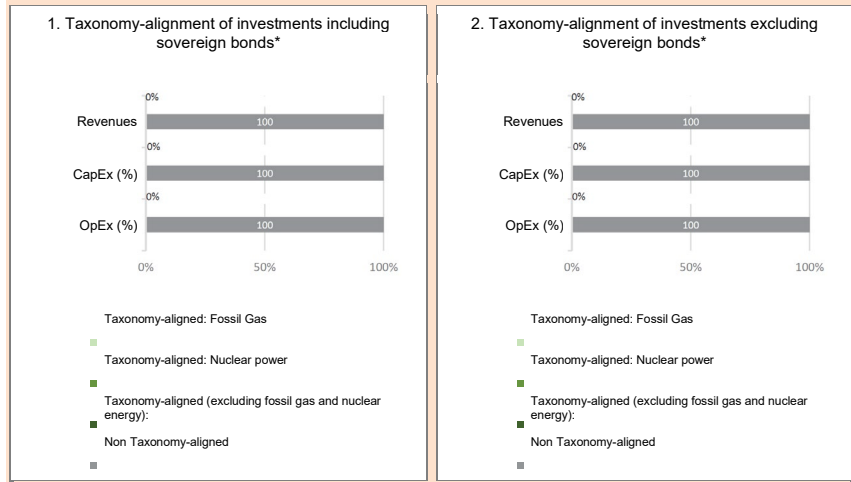 1. Taxonomy-alignment of investments including
sovereign bonds*
0%
Revenues
100
0%
CapEx (%)
100
0%
OpEx (%)
100
0%
50%
100%
Taxonomy-aligned: Fossil Gas
Taxonomy-aligned: Nuclear power
Taxonomy-aligned (excluding fossil gas and nuclear
energy):
Non Taxonomy-aligned
2. Taxonomy-alignment of investments excluding
sovereign bonds*
0%
Revenues
100
0%
CapEx (%)
100
0%
OpEx (%)
100
0%
50%
100%
Taxonomy-aligned: Fossil Gas
Taxonomy-aligned: Nuclear power
Taxonomy-aligned (excluding fossil gas and nuclear
energy):
Non Taxonomy-aligned